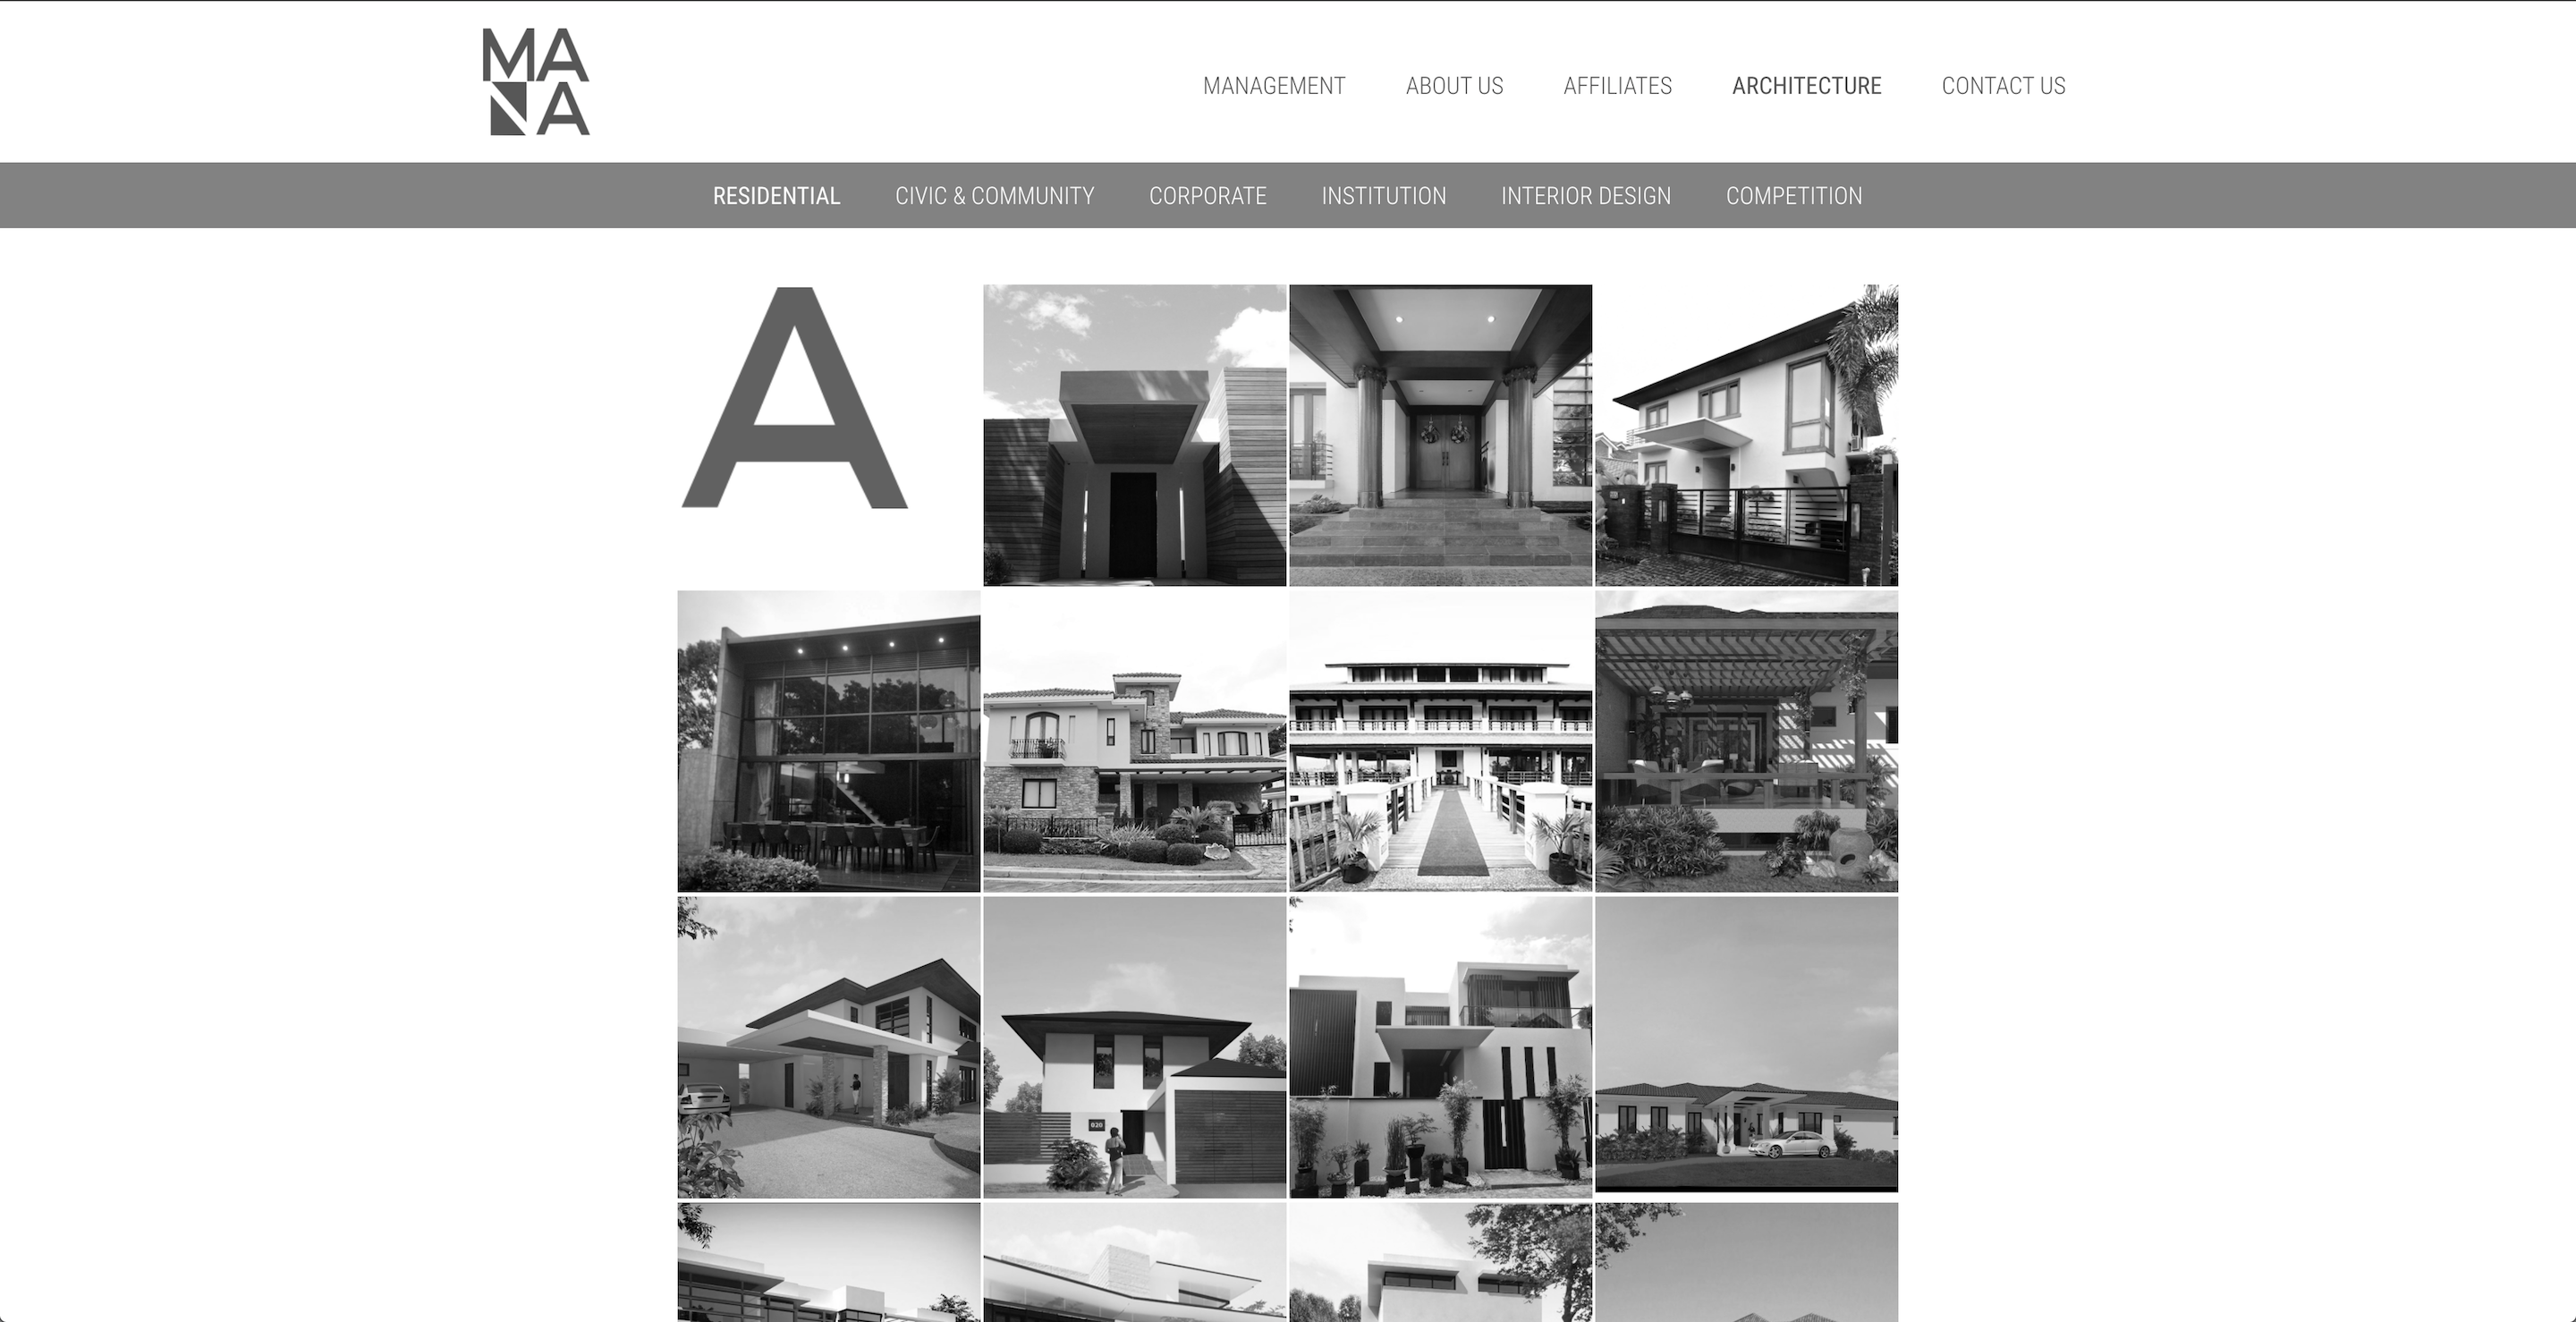 MA
NA
MANAGEMENT ABOUT US AFFILIATES ARCHITECTURE CONTACT US
RESIDENTIAL CIVIC & COMMUNITY CORPORATE INSTITUTION INTERIOR DESIGN COMPETITION
A
020